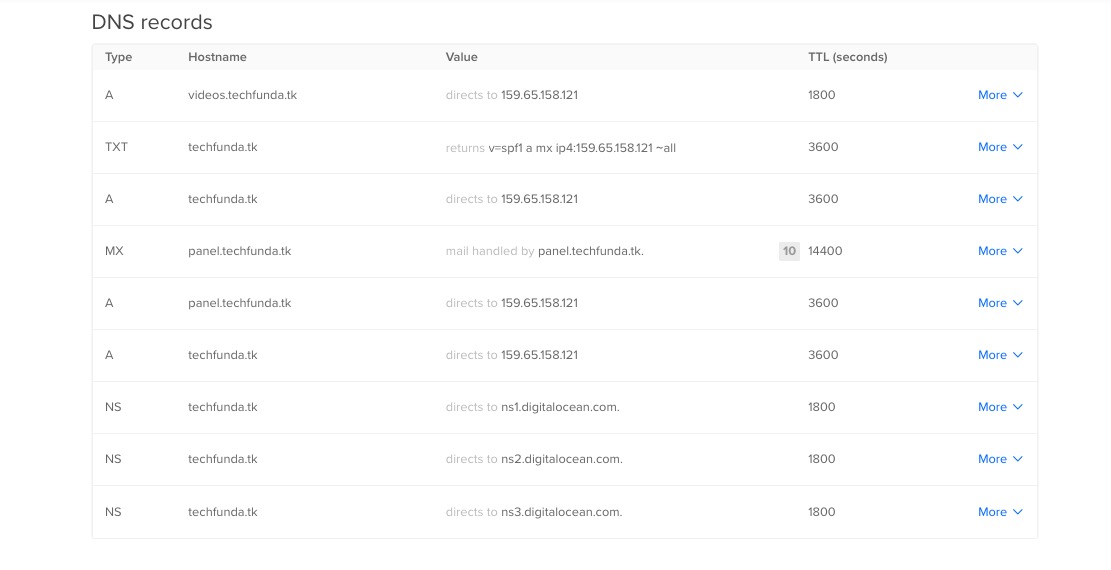 DNS records
Type Hostname Value TTL (seconds)
A videos.techfunda.tk directs to 159.65.158.121 1800 More
TXT techfunda.tk returns v=spf1 a mx ip4:159.65.158.121 ~all 3600 More
A techfunda.tk directs to 159.65.158.121 3600 More
MX panel.techfunda.tk mail handled by panel.techfunda.tk. 10 14400 More
A panel.techfunda.tk directs to 159.65.158.121 3600 More
A techfunda.tk directs to 159.65.158.121 3600 More
NS techfunda.tk directs to ns1.digitalocean.com. 1800 More
NS techfunda.tk directs to ns2.digitalocean.com. 1800 More
NS techfunda.tk directs to ns3.digitalocean.com. 1800 More